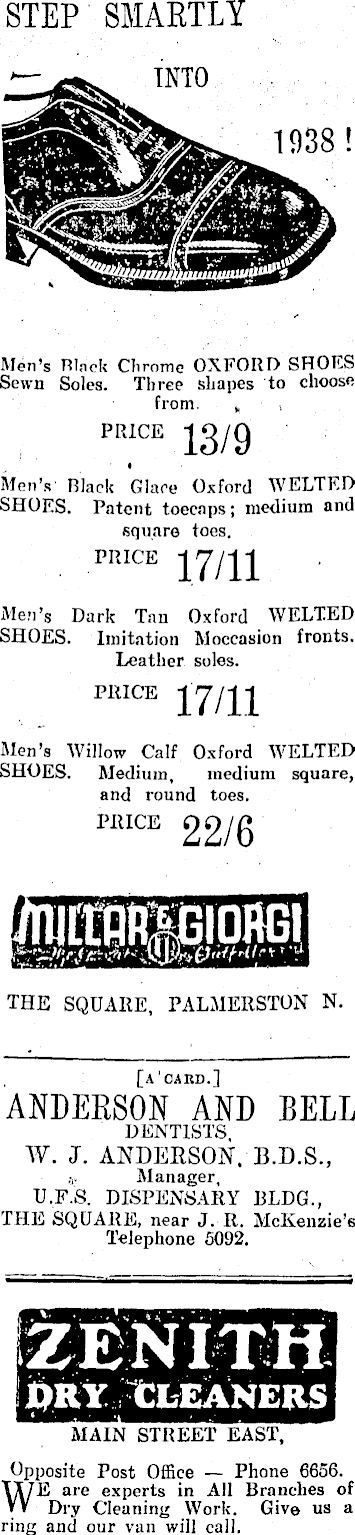 STEP SMARTLY
INTO
1938 !
Men's Black Chrome OXFORD SHOES
Sewn Soles. Three shapes to choose
from.
PRICE 13/9
Men's Black Glace Oxford WELTED
SHOES. Patent toecaps; medium and
square toes.
PRICE 17/11
Men's Dark Tan Oxford WELTED
SHOES. Imitation Moccasion fronts.
Leather soles.
PRICE 17/11
Men's Willow Calf Oxford WELTED
SHOES. Medium, medium square,
and round toes.
PRICE 22/6
MILLAR & GIORGI
THE SQUARE, PALMERSTON N.
[A CARD.]
ANDERSON AND BELL
DENTISTS,
W. J. ANDERSON, B.D.S.,
Manager,
U.F.S. DISPENSARY BLDG.,
THE SQUARE, near J. R. McKenzie's
Telephone 5092.
ZENITH
DRY CLEANERS
MAIN STREET EAST,
Opposite Post Office — Phone 6656.
WE are experts in All Branches of
Dry Cleaning Work. Give us a
ring and our van will call.